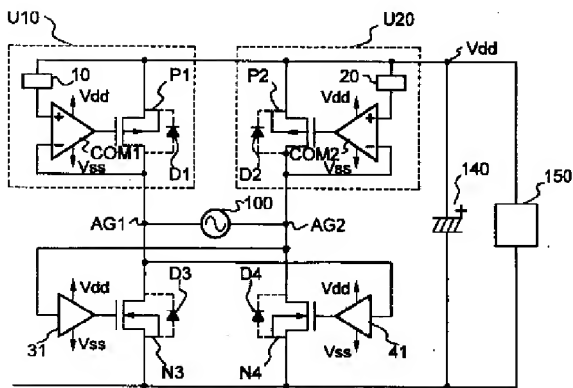 U10
U20
Vdd
10
P1
P2
20
Vdd
Vdd
+
+
-
-
COM1
COM2
Vss
Vss
D1
D2
140
150
+
100
AG1
AG2
D3
D4
Vdd
Vdd
31
Vss
Vss
41
N3
N4